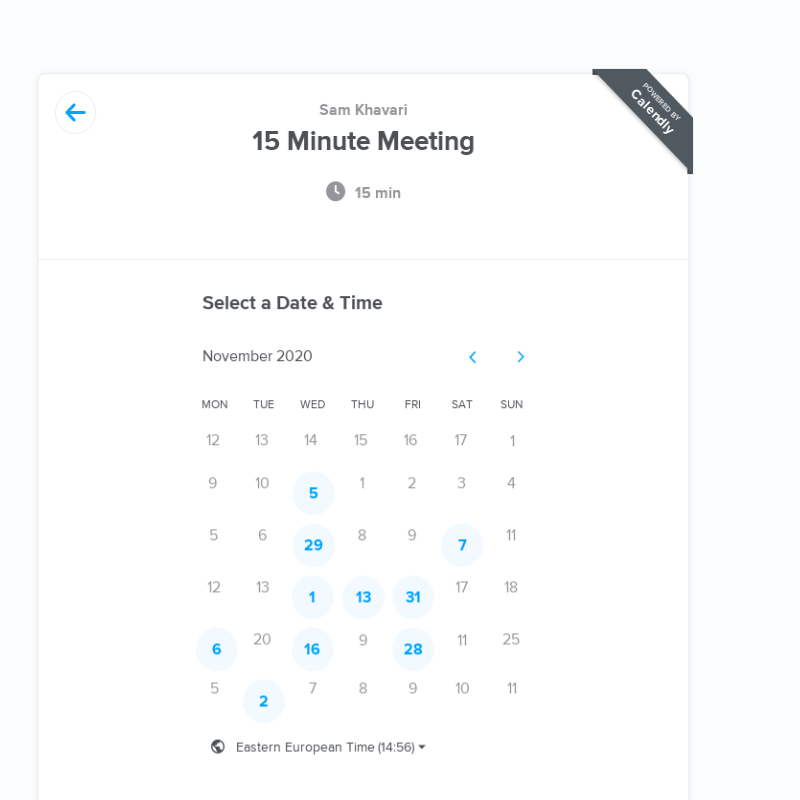 POWERED BY
Calendly
Sam Khavari
15 Minute Meeting
15 min
Select a Date & Time
November 2020
MON TUE WED THU FRI SAT SUN
12 13 14 15 16 17 1
9 10 5 1 2 3 4
5 6 29 8 9 7 11
12 13 1 13 31 17 18
6 20 16 9 28 11 25
5 2 7 8 9 10 11
Eastern European Time (14:56)